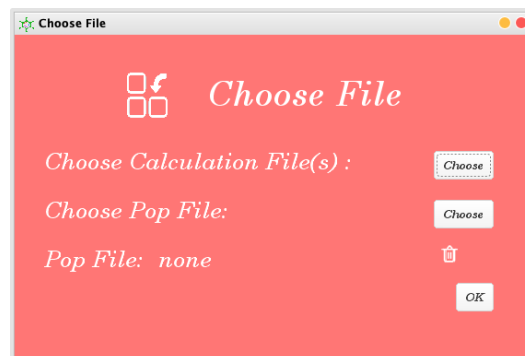 Choose File
Choose File
Choose Calculation File(s) : Choose
Choose Pop File: Choose
Pop File: none
OK